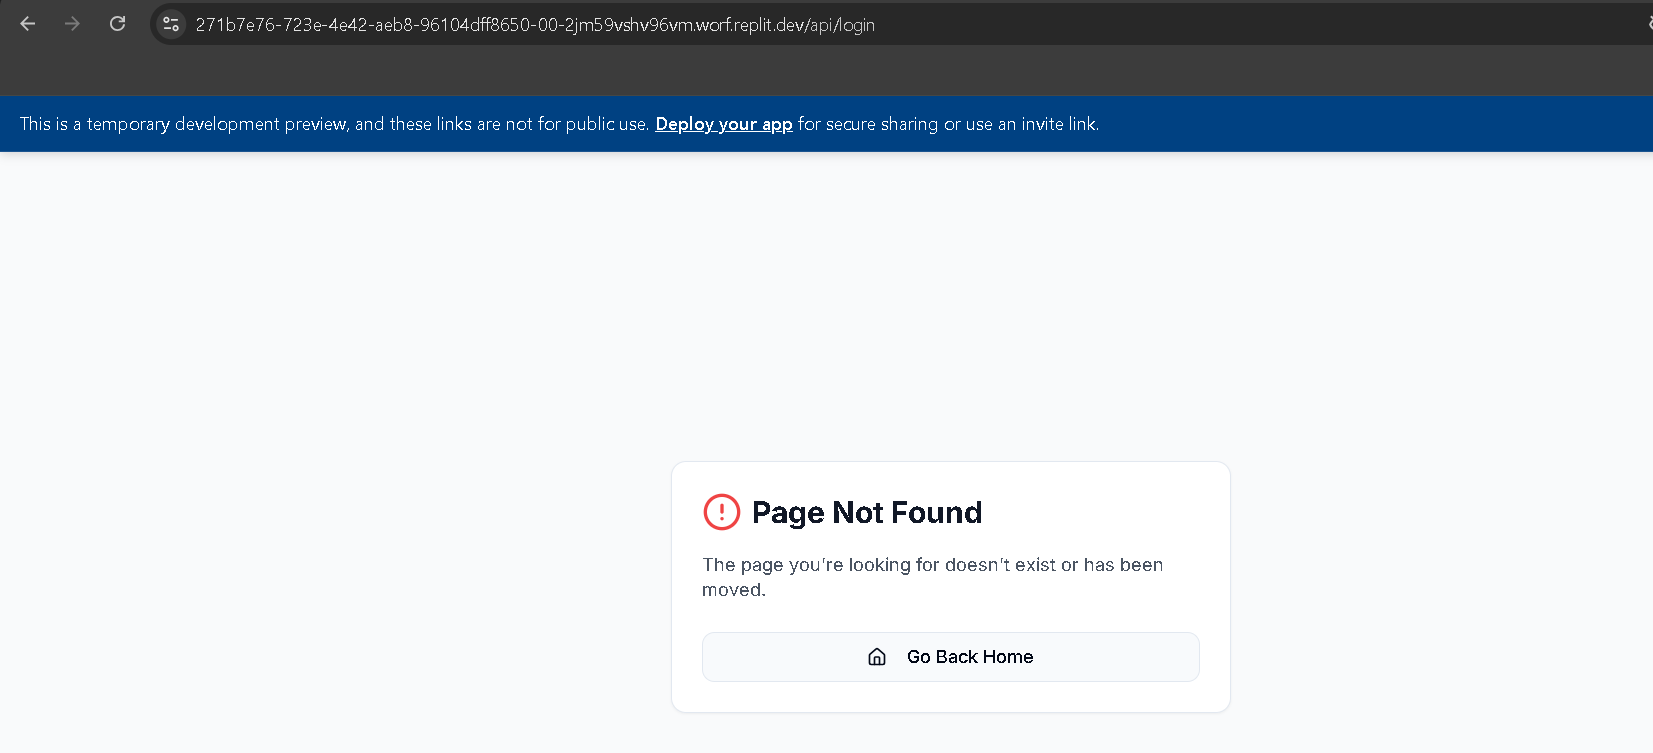 271b7e76-723e-4e42-aeb8-96104dff8650-00-2jm59vshv96vm.worf.replit.dev/api/login
This is a temporary development preview, and these links are not for public use. Deploy your app for secure sharing or use an invite link.
Page Not Found
The page you're looking for doesn't exist or has been
moved.
Go Back Home